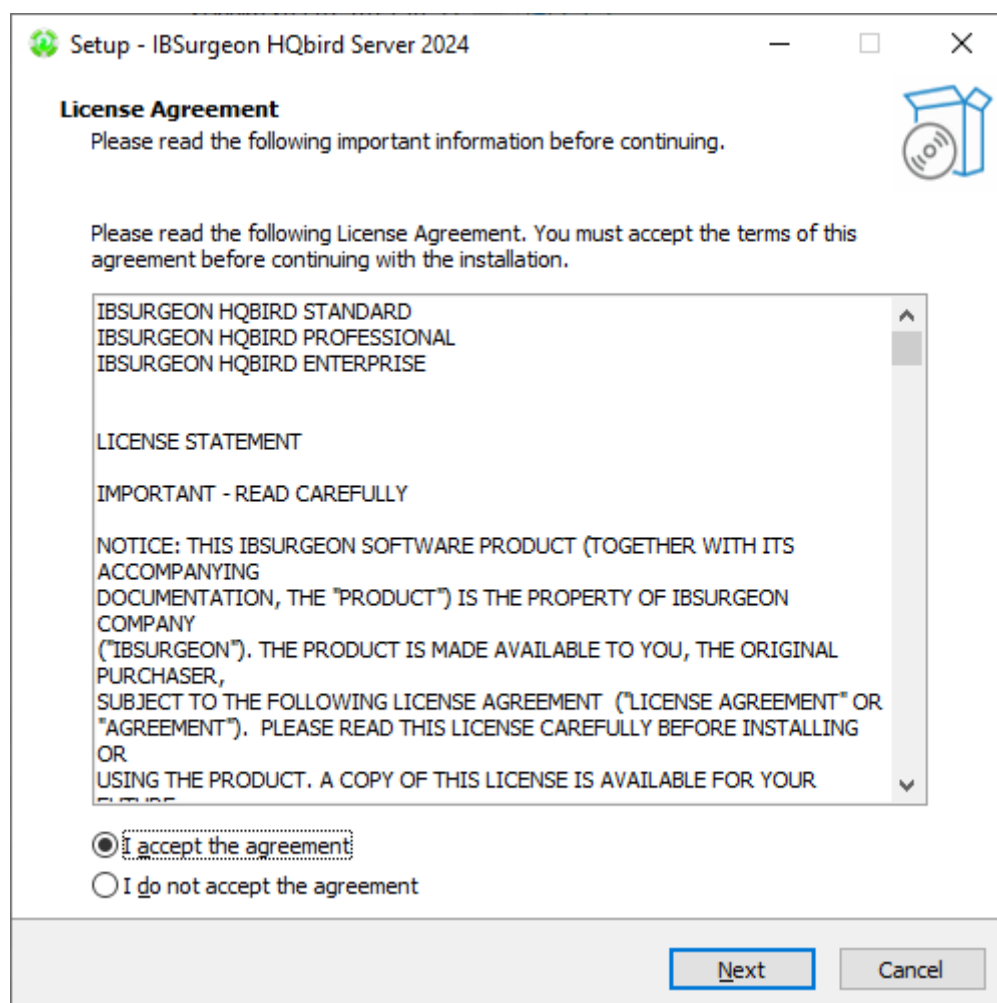 Setup - IBSurgeon HQbird Server 2024
License Agreement
Please read the following important information before continuing.
Please read the following License Agreement. You must accept the terms of this
agreement before continuing with the installation.
IBSURGEON HQBIRD STANDARD
IBSURGEON HQBIRD PROFESSIONAL
IBSURGEON HQBIRD ENTERPRISE
LICENSE STATEMENT
IMPORTANT - READ CAREFULLY
NOTICE: THIS IBSURGEON SOFTWARE PRODUCT (TOGETHER WITH ITS
ACCOMPANYING
DOCUMENTATION, THE "PRODUCT") IS THE PROPERTY OF IBSURGEON
COMPANY
("IBSURGEON"). THE PRODUCT IS MADE AVAILABLE TO YOU, THE ORIGINAL
PURCHASER,
SUBJECT TO THE FOLLOWING LICENSE AGREEMENT  ("LICENSE AGREEMENT" OR
"AGREEMENT").  PLEASE READ THIS LICENSE CAREFULLY BEFORE INSTALLING
OR
USING THE PRODUCT. A COPY OF THIS LICENSE IS AVAILABLE FOR YOUR
I accept the agreement
I do not accept the agreement
Next
Cancel